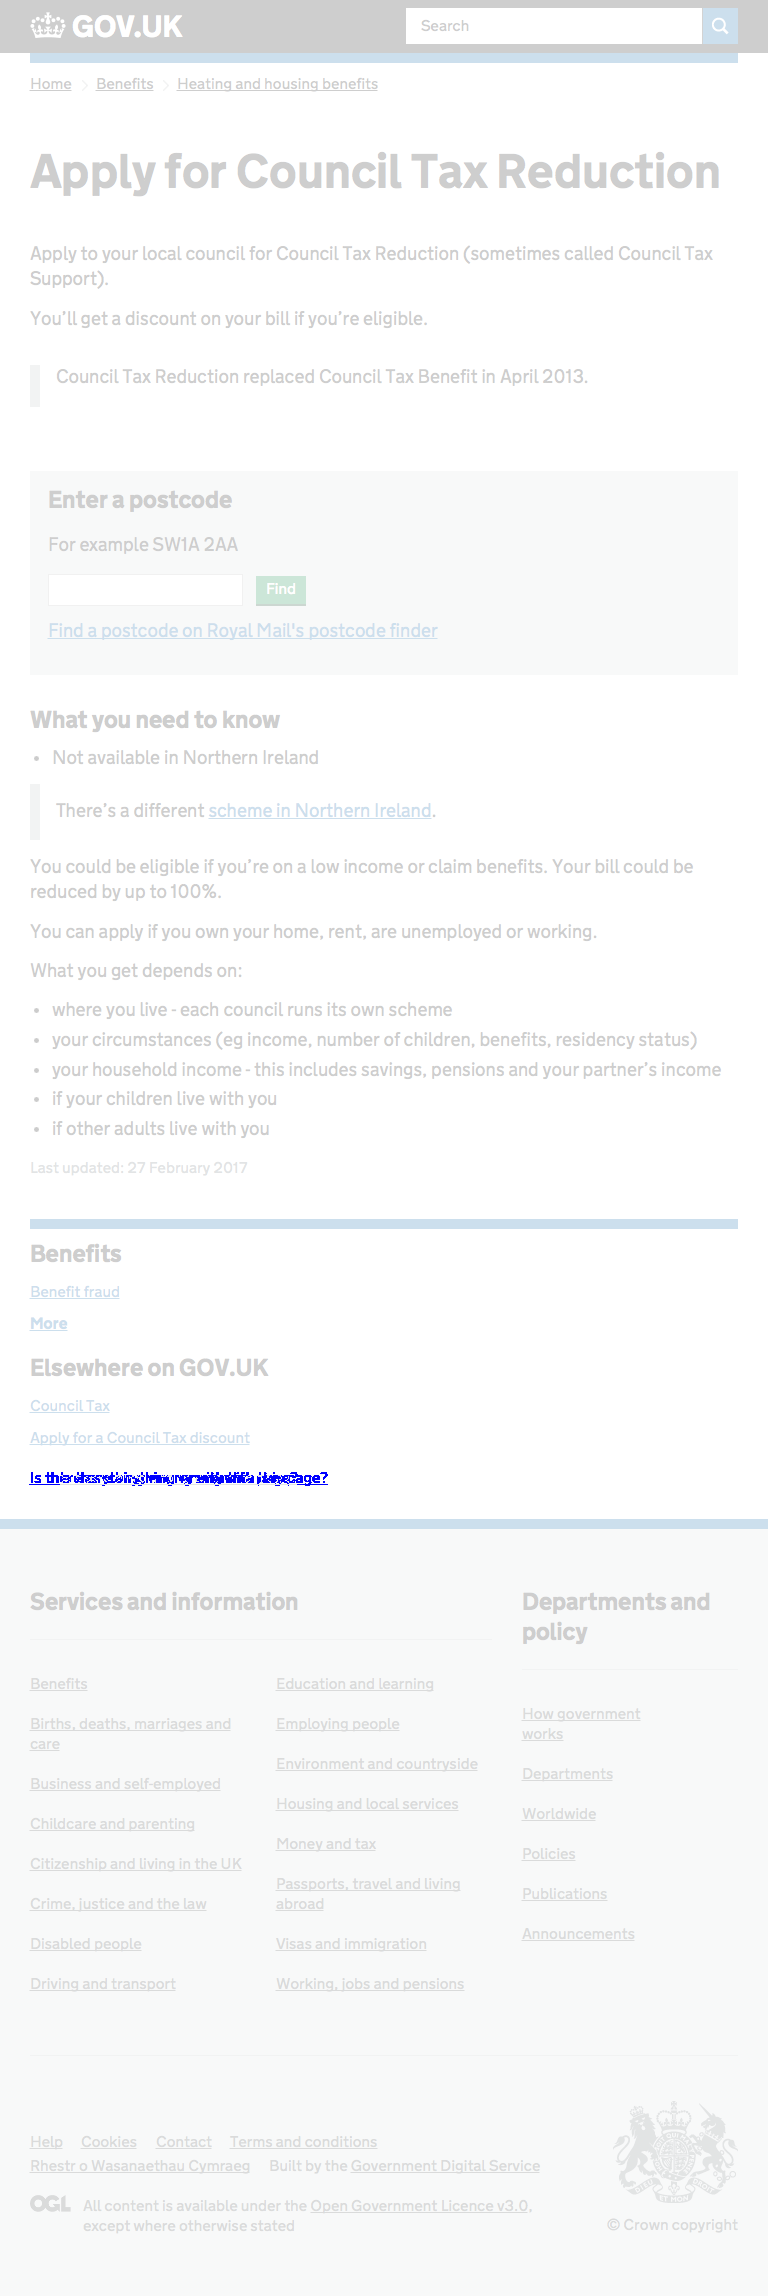 GOV.UK
Search
Home Benefits Heating and housing benefits
Apply for Council Tax Reduction
Apply to your local council for Council Tax Reduction (sometimes called Council Tax
Support).
You’ll get a discount on your bill if you’re eligible.
Council Tax Reduction replaced Council Tax Benefit in April 2013.
Enter a postcode
For example SW1A 2AA
Find
Find a postcode on Royal Mail's postcode finder
What you need to know
• Not available in Northern Ireland
There’s a different scheme in Northern Ireland.
You could be eligible if you’re on a low income or claim benefits. Your bill could be
reduced by up to 100%.
You can apply if you own your home, rent, are unemployed or working.
What you get depends on:
• where you live - each council runs its own scheme
• your circumstances (eg income, number of children, benefits, residency status)
• your household income - this includes savings, pensions and your partner’s income
• if your children live with you
• if other adults live with you
Last updated: 27 February 2017
Benefits
Benefit fraud
More
Elsewhere on GOV.UK
Council Tax
Apply for a Council Tax discount
Services and information
Benefits
Births, deaths, marriages and
care
Business and self-employed
Childcare and parenting
Citizenship and living in the UK
Crime, justice and the law
Disabled people
Driving and transport
Education and learning
Employing people
Environment and countryside
Housing and local services
Money and tax
Passports, travel and living
abroad
Visas and immigration
Working, jobs and pensions
Departments and
policy
How government
works
Departments
Worldwide
Policies
Publications
Announcements
Help Cookies Contact Terms and conditions
Rhestr o Wasanaethau Cymraeg Built by the Government Digital Service
OGL All content is available under the Open Government Licence v3.0,
except where otherwise stated
© Crown copyright